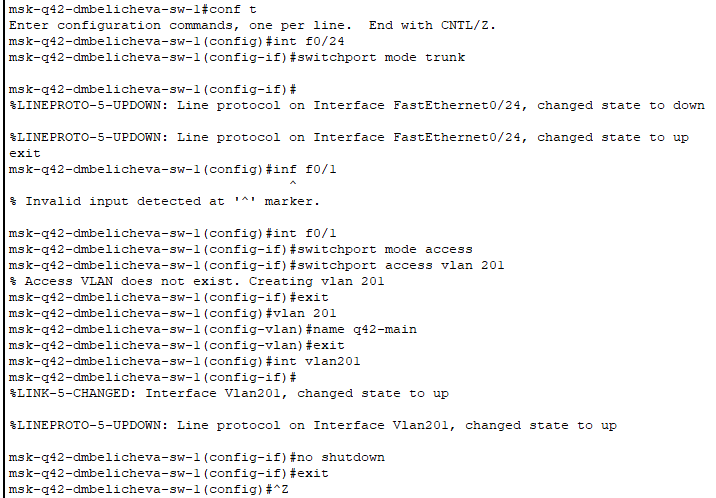 msk-q42-dmbelicheva-sw-1#conf t
Enter configuration commands, one per line.  End with CNTL/Z.
msk-q42-dmbelicheva-sw-1(config)#int f0/24
msk-q42-dmbelicheva-sw-1(config-if)#switchport mode trunk
msk-q42-dmbelicheva-sw-1(config-if)#
%LINEPROTO-5-UPDOWN: Line protocol on Interface FastEthernet0/24, changed state to down
%LINEPROTO-5-UPDOWN: Line protocol on Interface FastEthernet0/24, changed state to up
exit
msk-q42-dmbelicheva-sw-1(config)#inf f0/1
^
% Invalid input detected at '^' marker.
msk-q42-dmbelicheva-sw-1(config)#int f0/1
msk-q42-dmbelicheva-sw-1(config-if)#switchport mode access
msk-q42-dmbelicheva-sw-1(config-if)#switchport access vlan 201
% Access VLAN does not exist. Creating vlan 201
msk-q42-dmbelicheva-sw-1(config-if)#exit
msk-q42-dmbelicheva-sw-1(config)#vlan 201
msk-q42-dmbelicheva-sw-1(config-vlan)#name q42-main
msk-q42-dmbelicheva-sw-1(config-vlan)#exit
msk-q42-dmbelicheva-sw-1(config)#int vlan201
msk-q42-dmbelicheva-sw-1(config-if)#
%LINK-5-CHANGED: Interface Vlan201, changed state to up
%LINEPROTO-5-UPDOWN: Line protocol on Interface Vlan201, changed state to up
msk-q42-dmbelicheva-sw-1(config-if)#no shutdown
msk-q42-dmbelicheva-sw-1(config-if)#exit
msk-q42-dmbelicheva-sw-1(config)#^Z